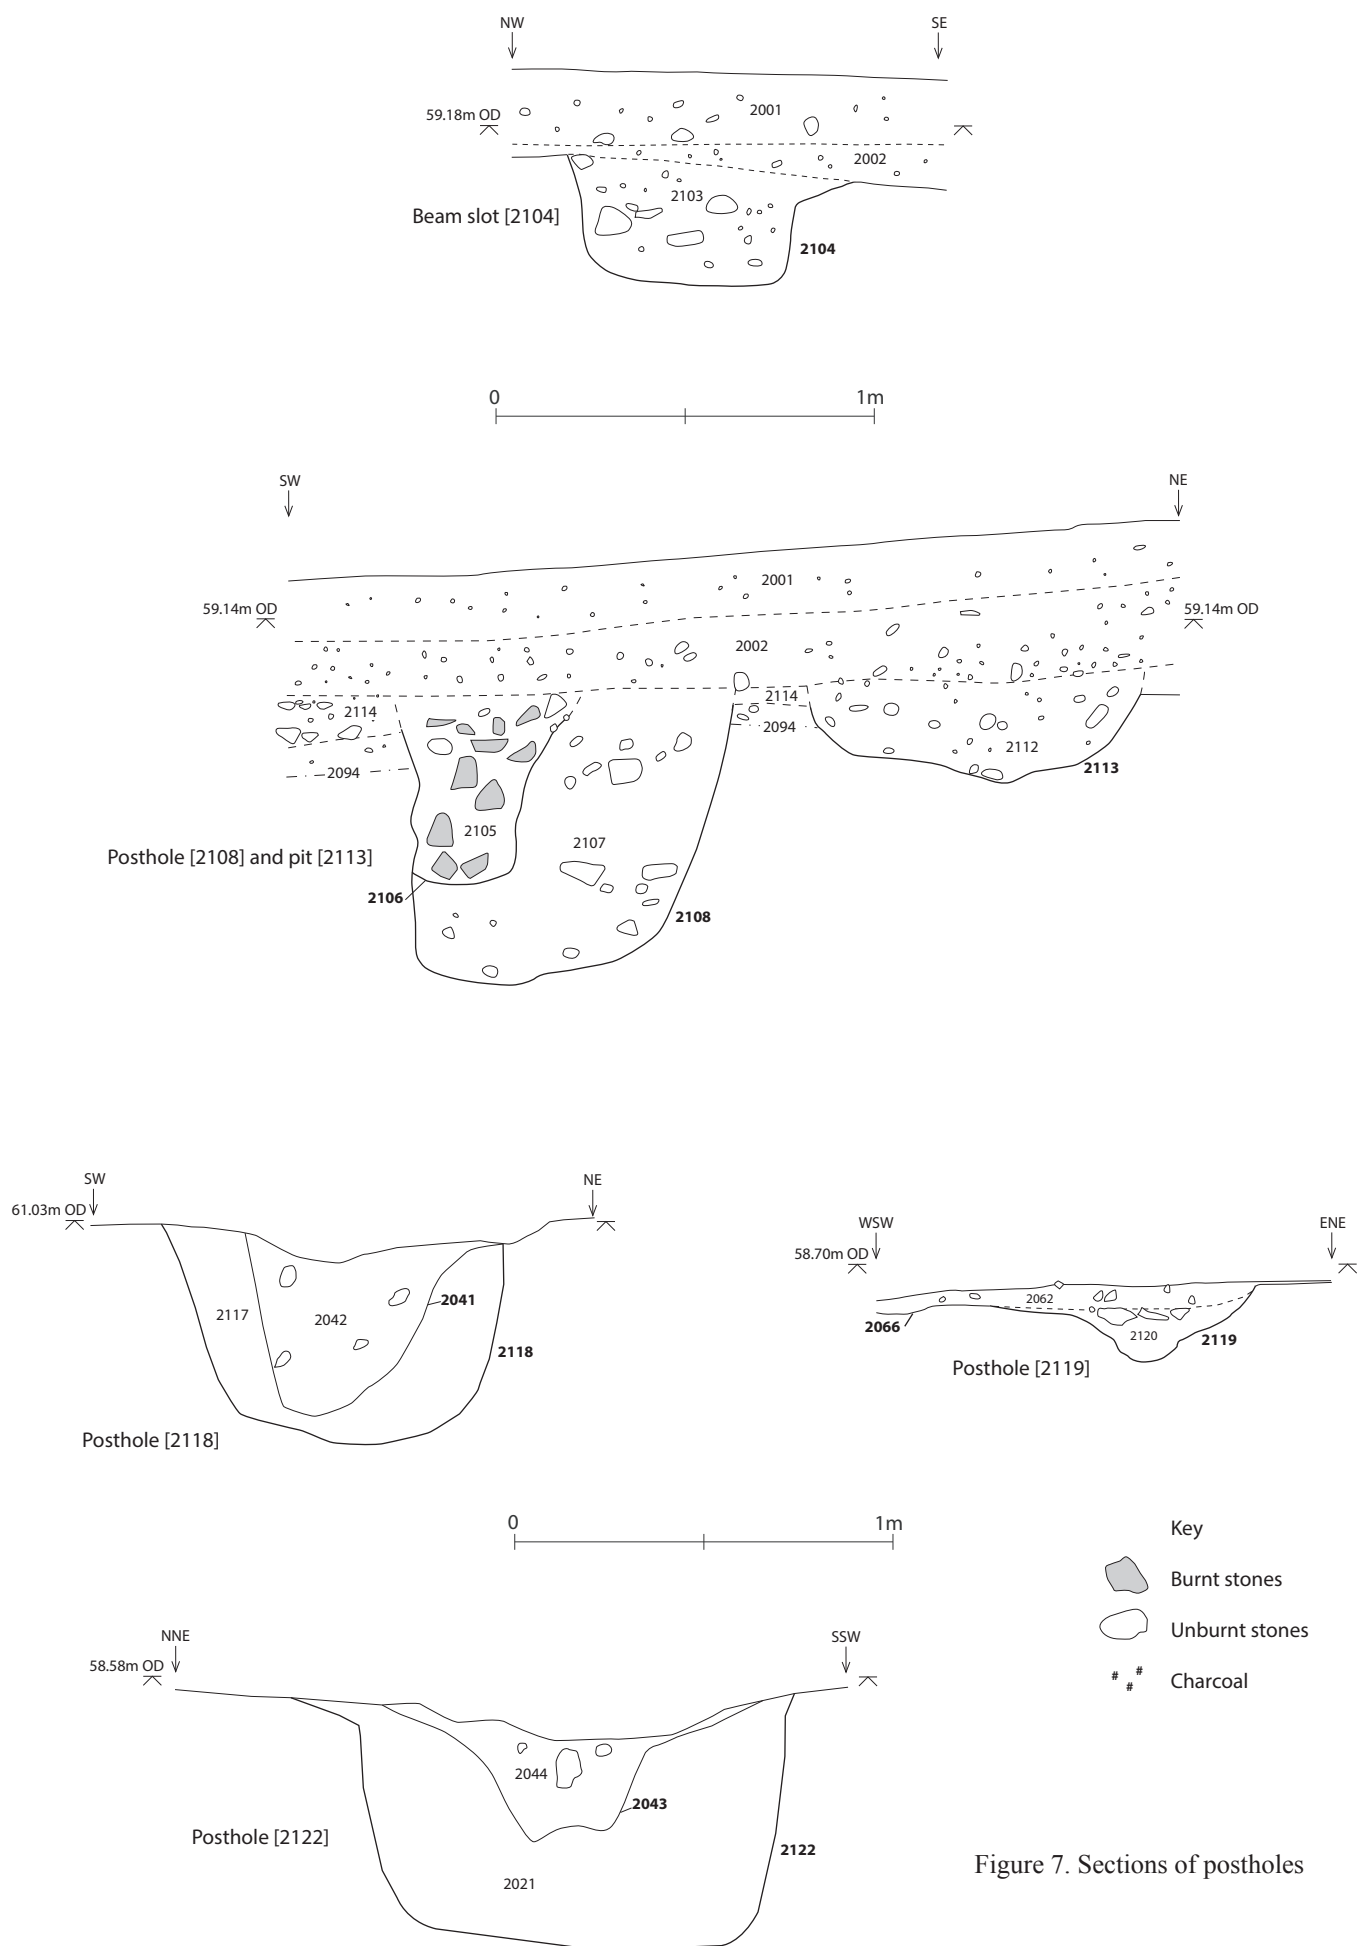 NW SE
2001
59.18m OD
2002
2103
Beam slot [2104]
2104
0 1m
SW NE
2001
59.14m OD 59.14m OD
2002
2114 2114
2094
2112
2113
2094
2105
2107
Posthole [2108] and pit [2113]
2106
2108
SW NE
61.03m OD
2117 2042 2041
2118
Posthole [2118]
WSW ENE
58.70m OD
2062
2066 2120 2119
Posthole [2119]
0 1m
Key
Burnt stones
Unburnt stones
# # # Charcoal
NNE SSW
58.58m OD
2044
2043
Posthole [2122]
2122
2021
Figure 7. Sections of postholes